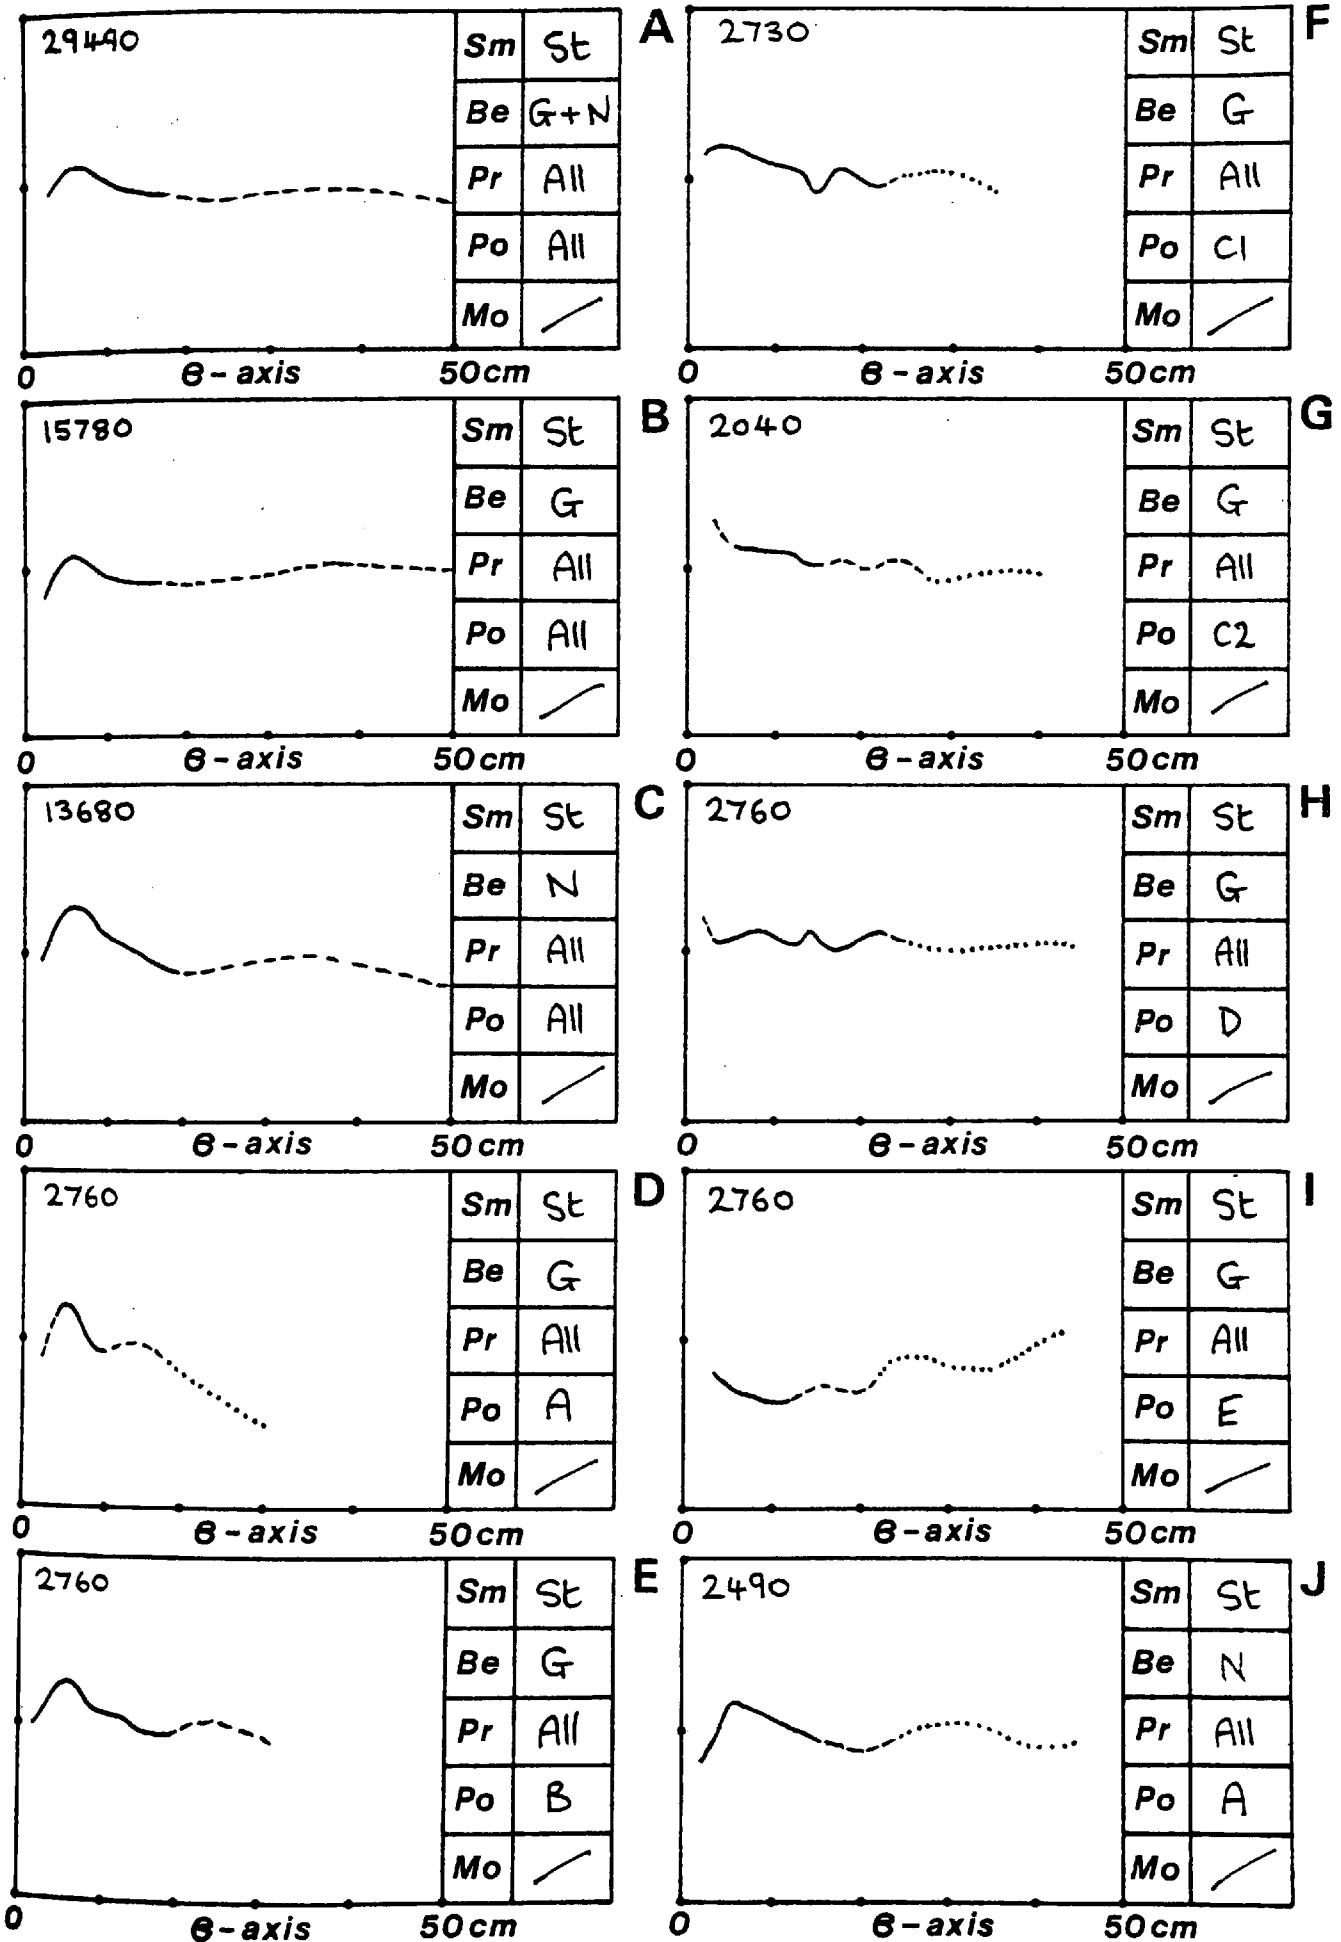 29490
Sm St
Be G+N
Pr All
Po All
Mo
A
0 ϴ-axis 50cm
15780
Sm St
Be G
Pr All
Po All
Mo
B
0 ϴ-axis 50cm
13680
Sm St
Be N
Pr All
Po All
Mo
C
0 ϴ-axis 50cm
2760
Sm St
Be G
Pr All
Po A
Mo
D
0 ϴ-axis 50cm
2760
Sm St
Be G
Pr All
Po B
Mo
E
0 ϴ-axis 50cm
2730
Sm St
Be G
Pr All
Po C1
Mo
F
0 ϴ-axis 50cm
2040
Sm St
Be G
Pr All
Po C2
Mo
G
0 ϴ-axis 50cm
2760
Sm St
Be G
Pr All
Po D
Mo
H
0 ϴ-axis 50cm
2760
Sm St
Be G
Pr All
Po E
Mo
I
0 ϴ-axis 50cm
2490
Sm St
Be N
Pr All
Po A
Mo
J
0 ϴ-axis 50cm